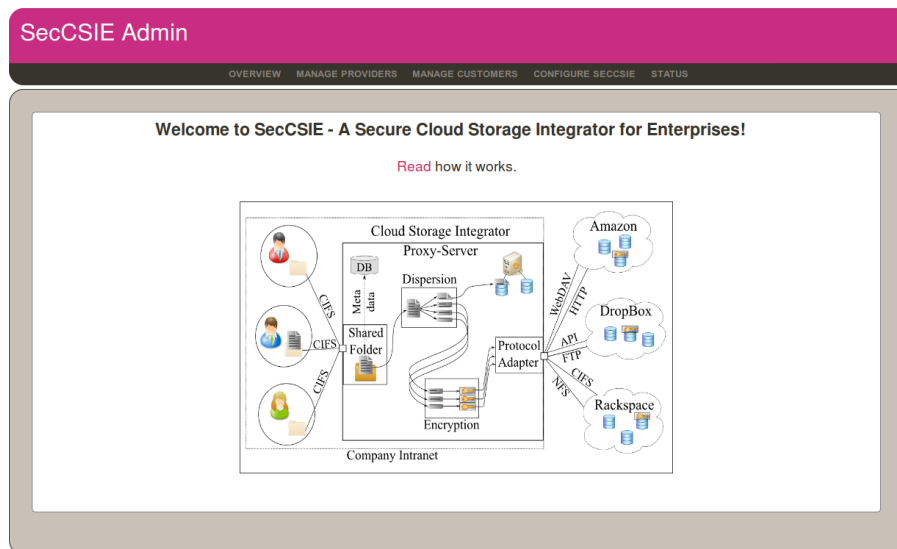 SecCSIE Admin
OVERVIEW MANAGE PROVIDERS MANAGE CUSTOMERS CONFIGURE SECCSIE STATUS
Welcome to SecCSIE - A Secure Cloud Storage Integrator for Enterprises!
Read how it works.
Cloud Storage Integrator
Proxy-Server
DB
Meta
data
Dispersion
CIFS
CIFS
CIFS
Shared
Folder
Encryption
Protocol
Adapter
Company Intranet
WebDAV
HTTP
Amazon
API
FTP
DropBox
CIFS
NFS
Rackspace